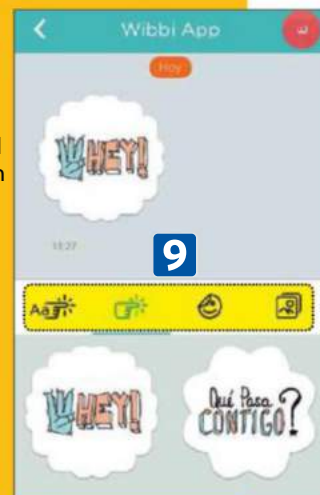 Wibbi App
Hoy
HEY!
13:27
9
Aa
HEY!
Qué Pasa
CONTIGO?